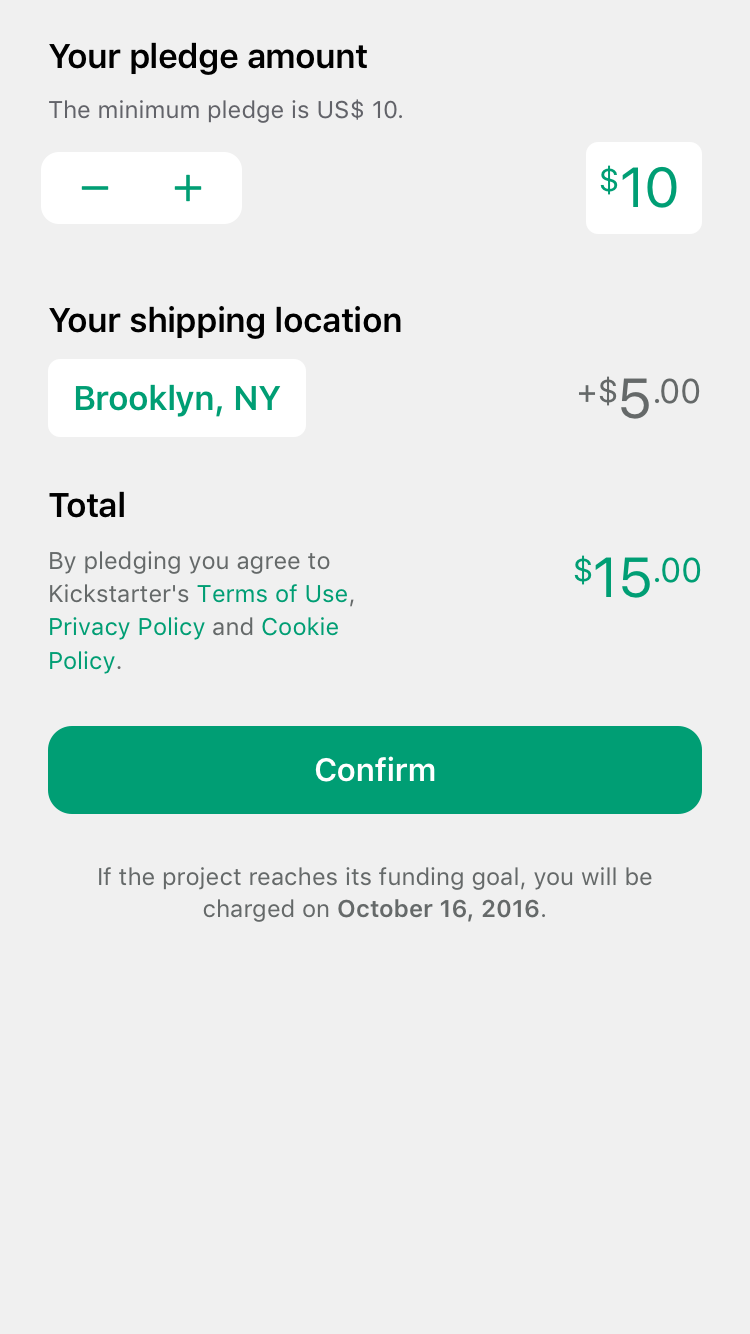 Your pledge amount
The minimum pledge is US$ 10.
− +
$10
Your shipping location
Brooklyn, NY
+$5.00
Total
By pledging you agree to
Kickstarter's Terms of Use,
Privacy Policy and Cookie
Policy.
$15.00
Confirm
If the project reaches its funding goal, you will be
charged on October 16, 2016.